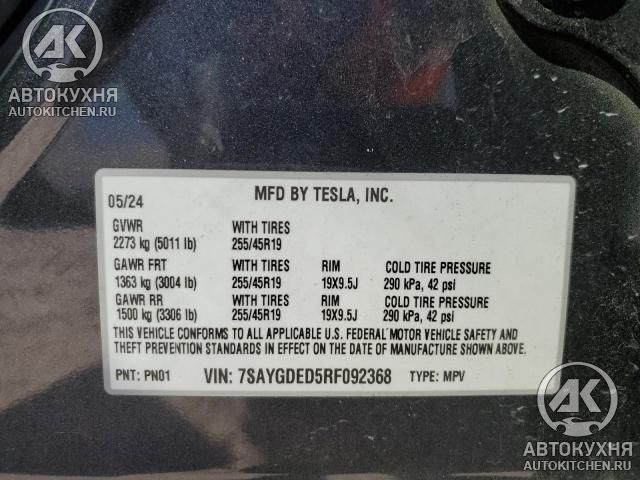 AK
АВТОКУХНЯ
AUTOKITCHEN.RU
MFD BY TESLA, INC.
05/24
GVWR WITH TIRES
2273 kg (5011 lb) 255/45R19
GAWR FRT WITH TIRES RIM COLD TIRE PRESSURE
1363 kg (3004 lb) 255/45R19 19X9.5J 290 kPa, 42 psi
GAWR RR WITH TIRES RIM COLD TIRE PRESSURE
1500 kg (3306 lb) 255/45R19 19X9.5J 290 kPa, 42 psi
THIS VEHICLE CONFORMS TO ALL APPLICABLE U.S. FEDERAL MOTOR VEHICLE SAFETY AND
THEFT PREVENTION STANDARDS IN EFFECT ON THE DATE OF MANUFACTURE SHOWN ABOVE.
PNT: PN01 VIN: 7SAYGDED5RF092368 TYPE: MPV
AK
АВТОКУХНЯ
AUTOKITCHEN.RU